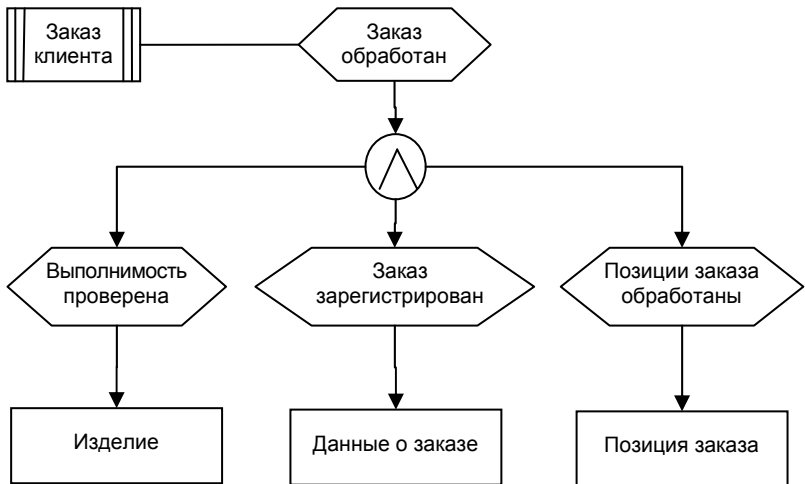 Заказ
клиента
Заказ
обработан
Выполнимость
проверена
Заказ
зарегистрирован
Позиции заказа
обработаны
Изделие
Данные о заказе
Позиция заказа